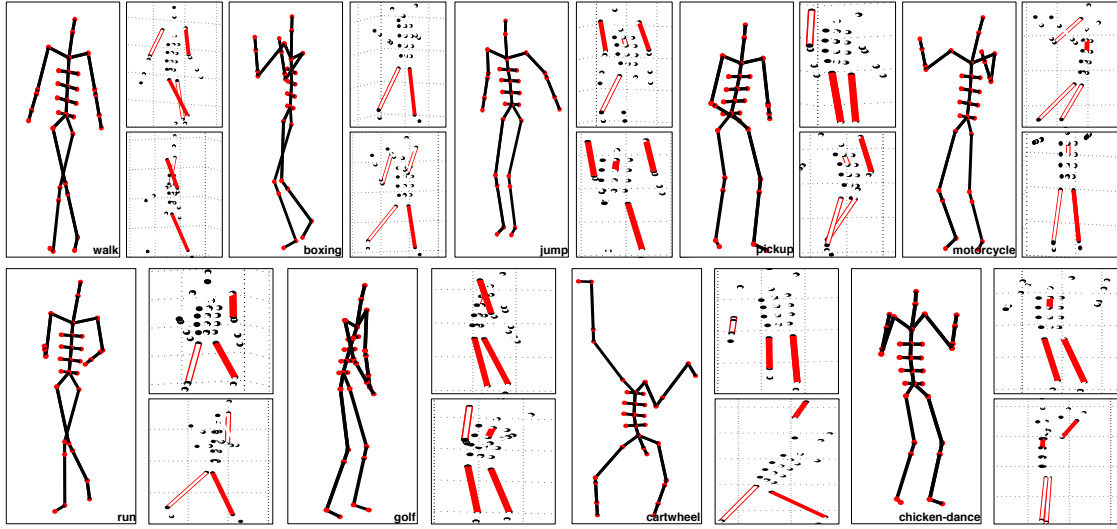 walk
boxing
jump
pickup
motorcycle
run
golf
cartwheel
chicken-dance